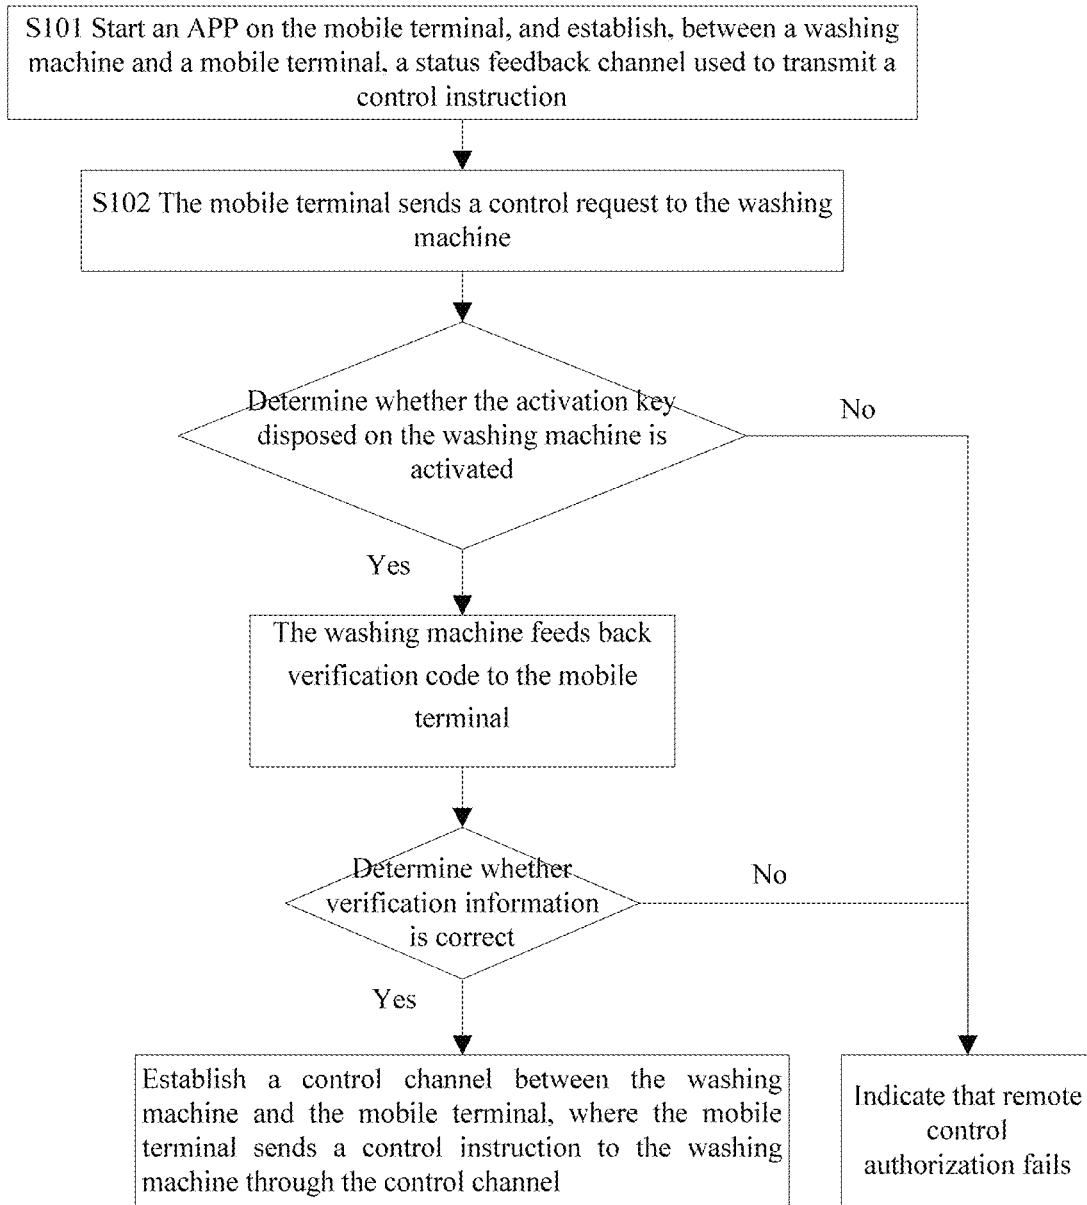 S101 Start an APP on the mobile terminal, and establish, between a washing
machine and a mobile terminal, a status feedback channel used to transmit a
control instruction
S102 The mobile terminal sends a control request to the washing
machine
Determine whether the activation key
disposed on the washing machine is
activated
No
Yes
The washing machine feeds back
verification code to the mobile
terminal
Determine whether
verification information
is correct
No
Yes
Establish a control channel between the washing
machine and the mobile terminal, where the mobile
terminal sends a control instruction to the washing
machine through the control channel
Indicate that remote
control
authorization fails